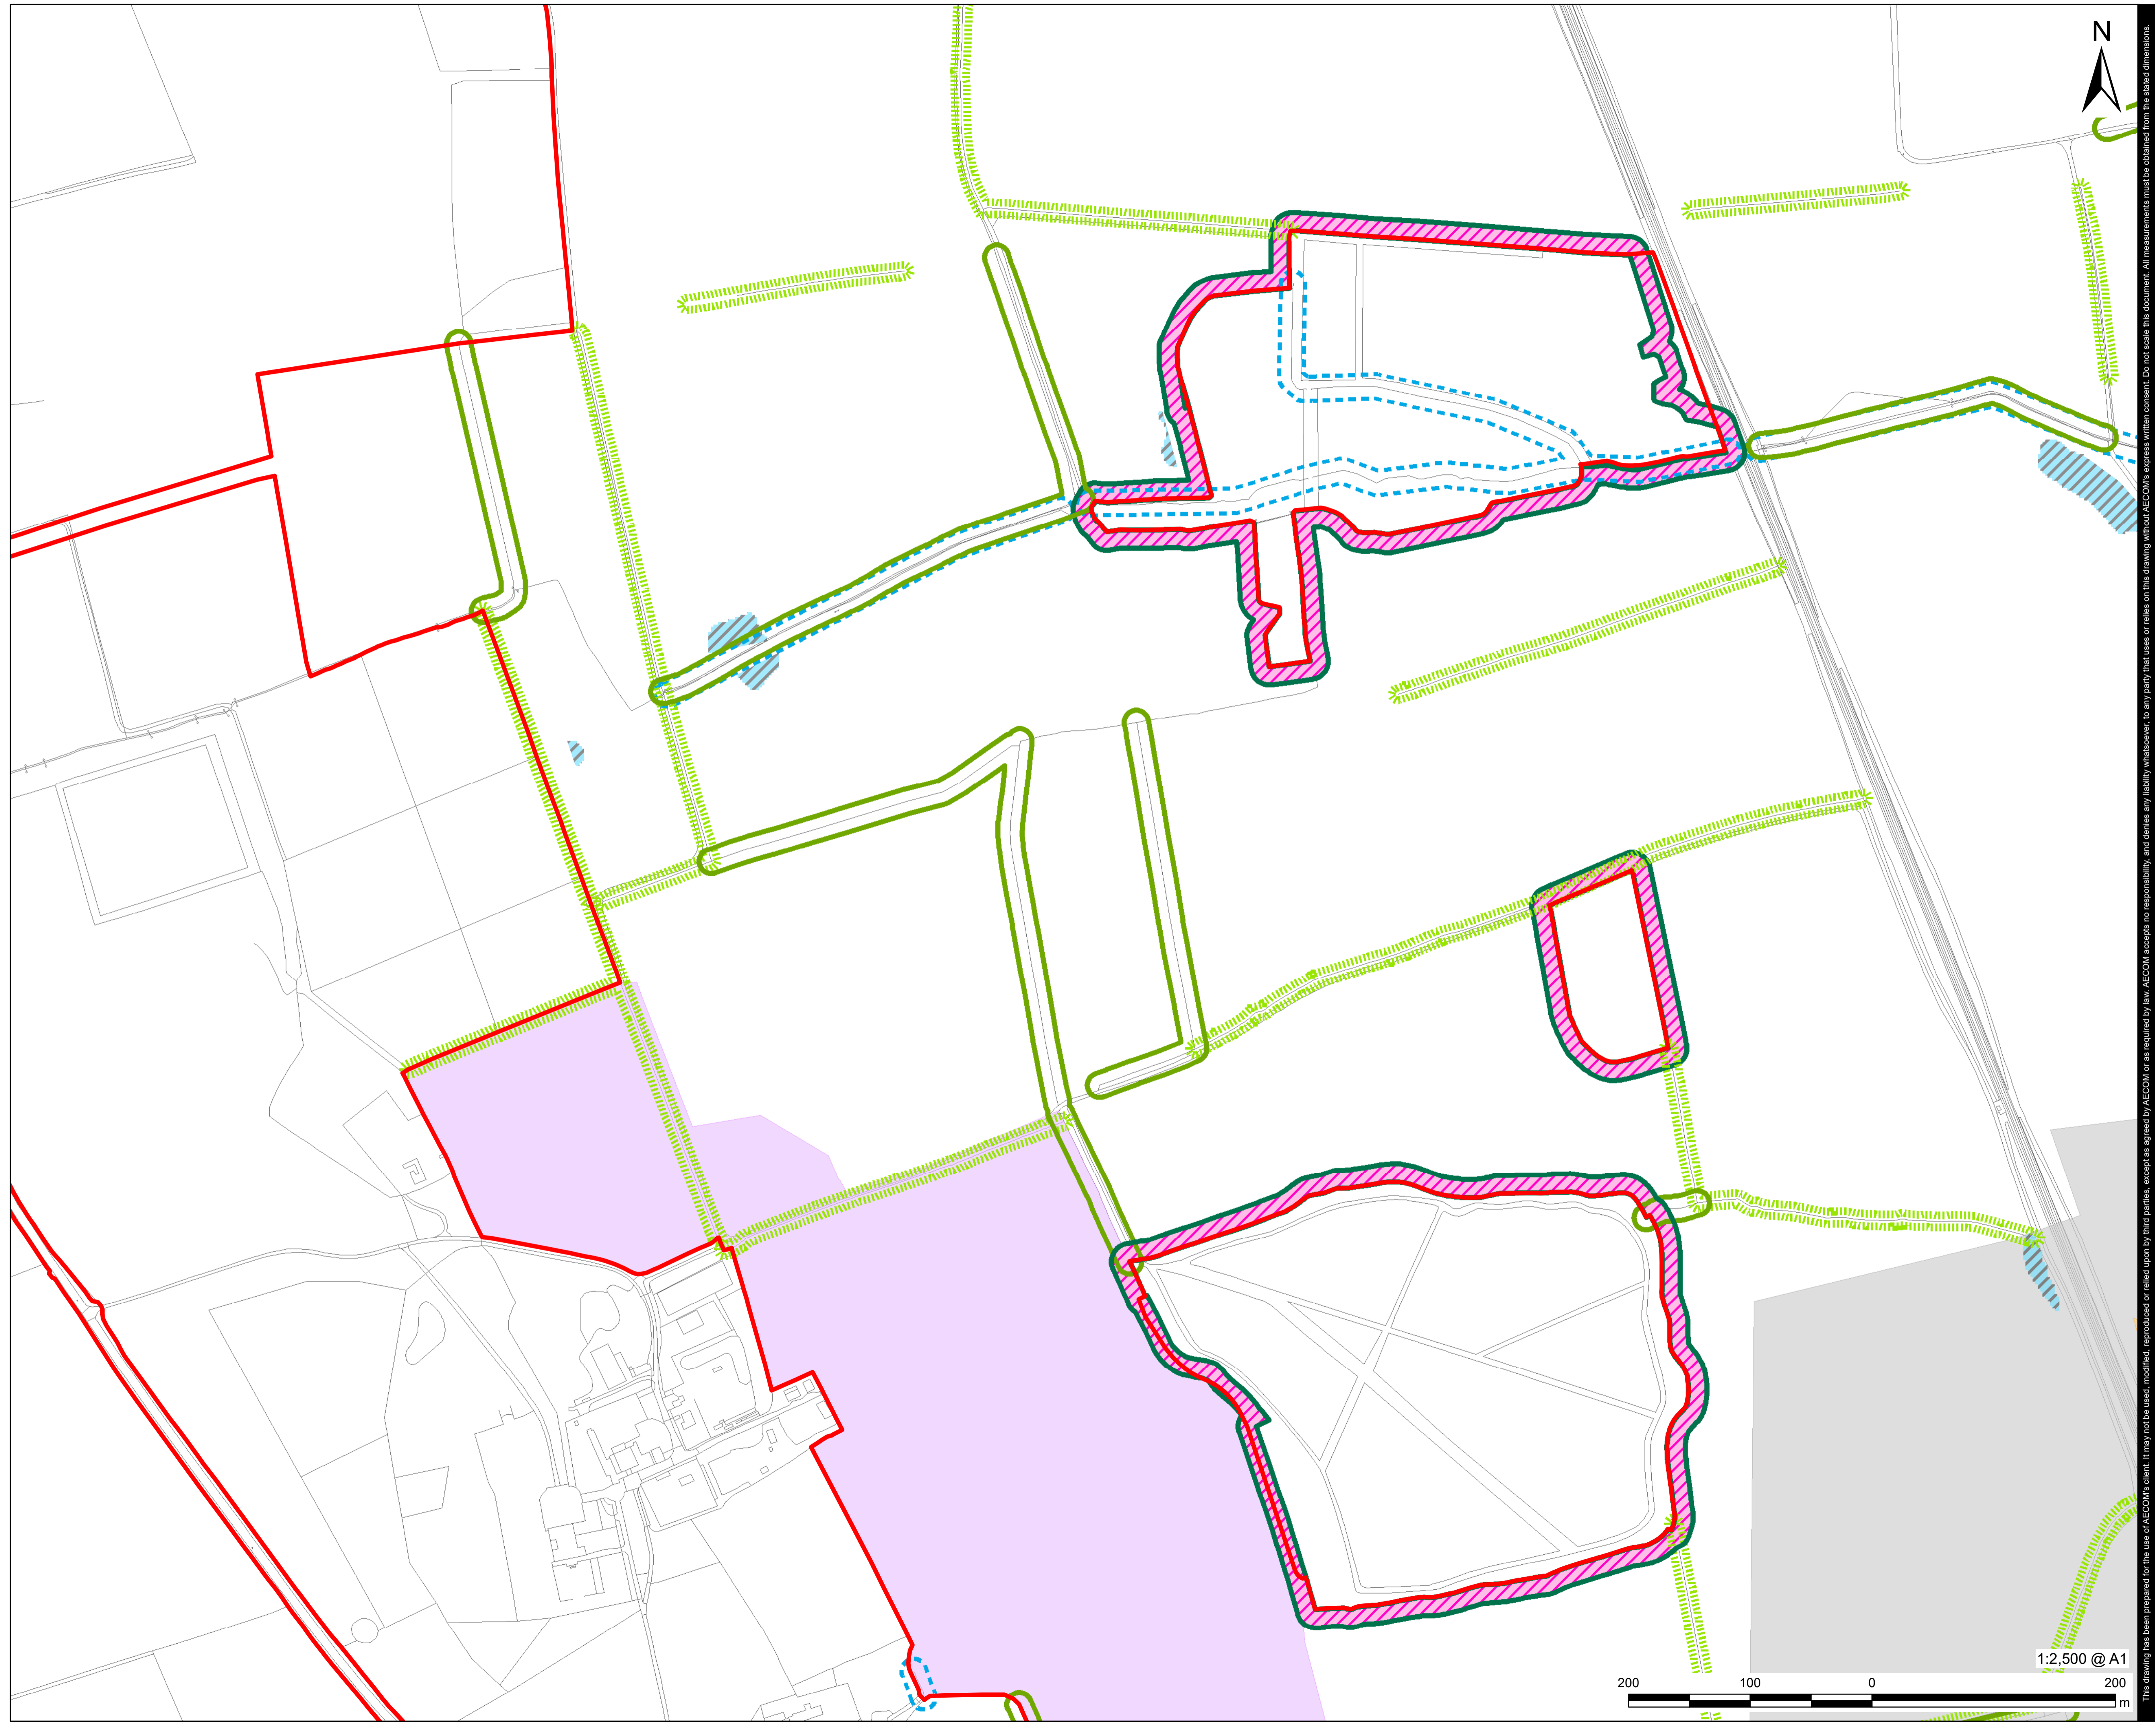 N
This drawing has been prepared for the use of AECOM's client. It may not be used, modified, reproduced or relied upon by third parties, except as agreed by AECOM or as required by law. AECOM accepts no responsibility, and denies any liability whatsoever, to any party that uses or relies on this drawing without AECOM's express written consent. Do not scale this document. All measurements must be obtained from the stated dimensions.
1:2,500 @ A1
200 100 0 200
m